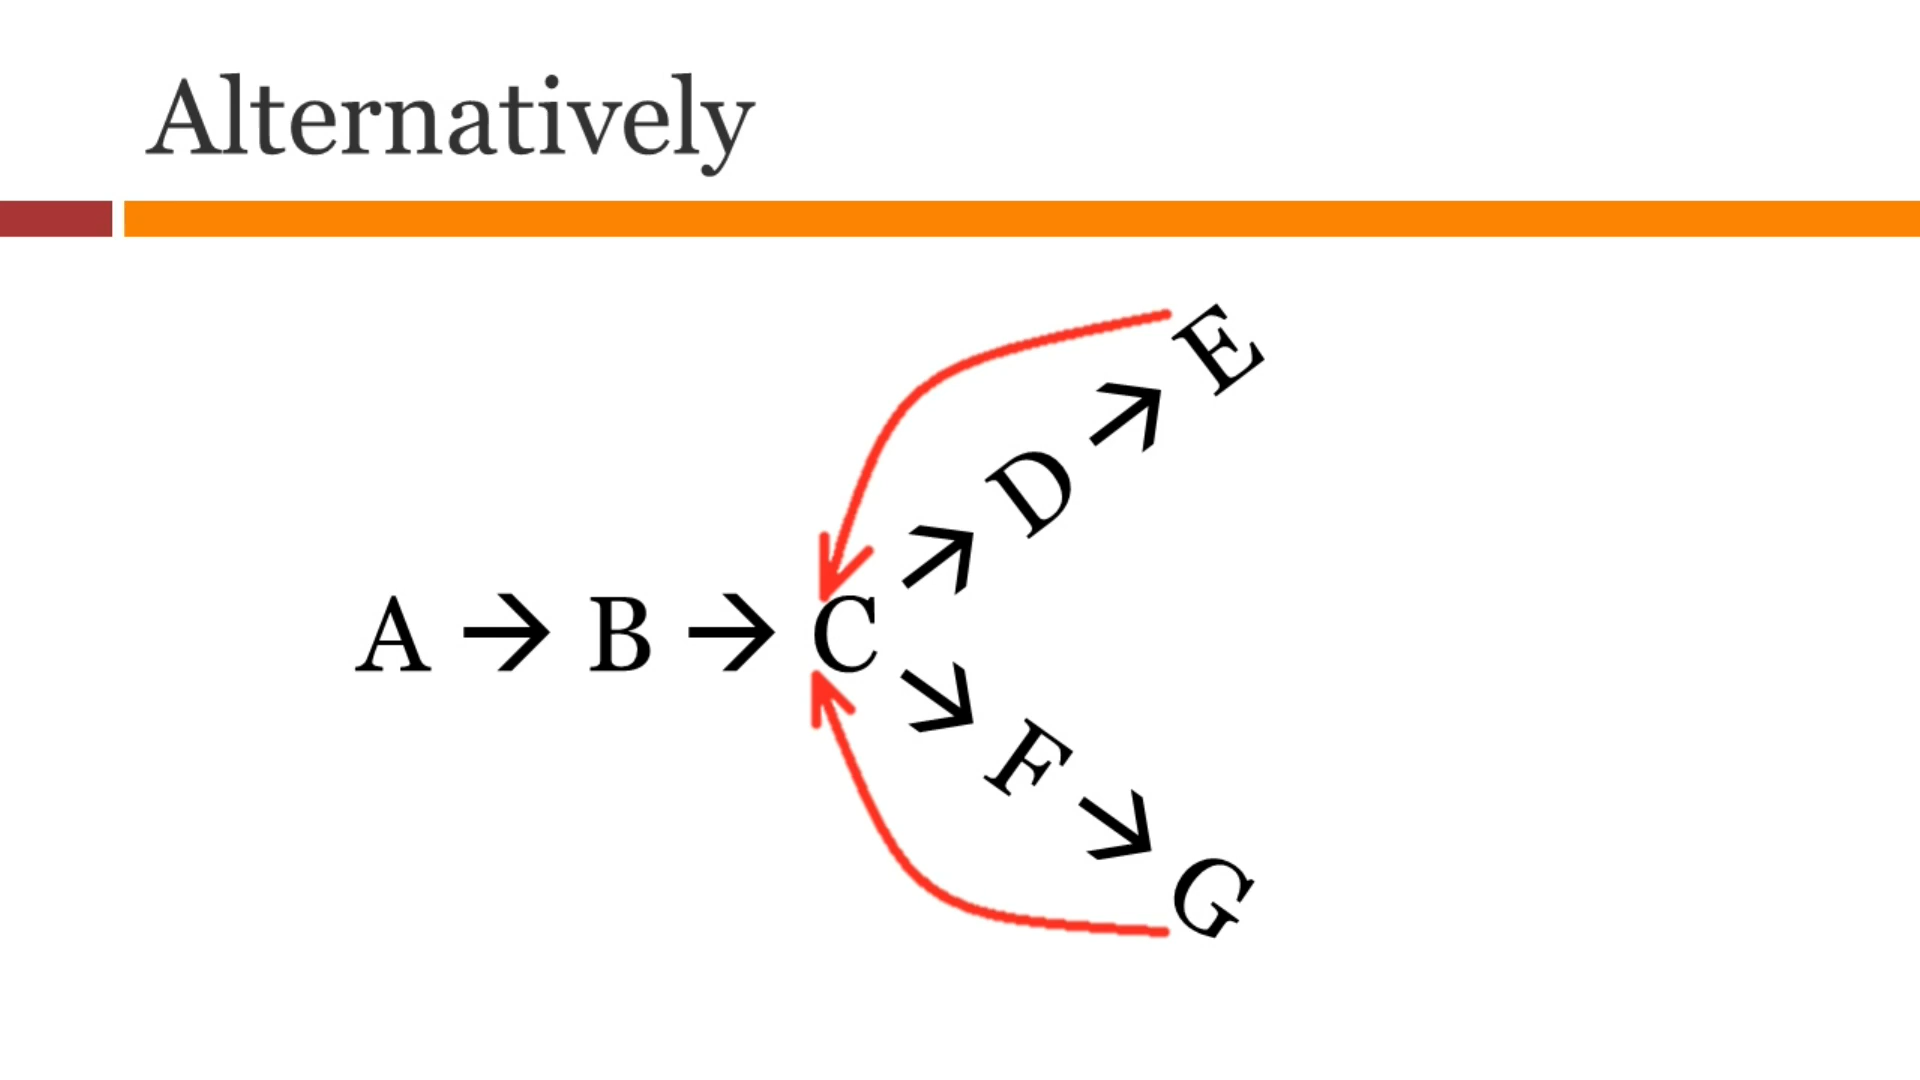 Alternatively
E
D →
→
A → B → C
→
F →
G